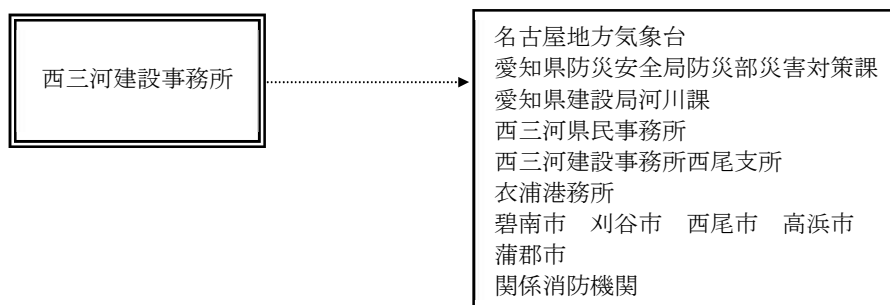 西三河建設事務所
名古屋地方気象台
愛知県防災安全局防災部災害対策課
愛知県建設局河川課
西三河県民事務所
西三河建設事務所西尾支所
衣浦港務所
碧南市　刈谷市　西尾市　高浜市
蒲郡市
関係消防機関